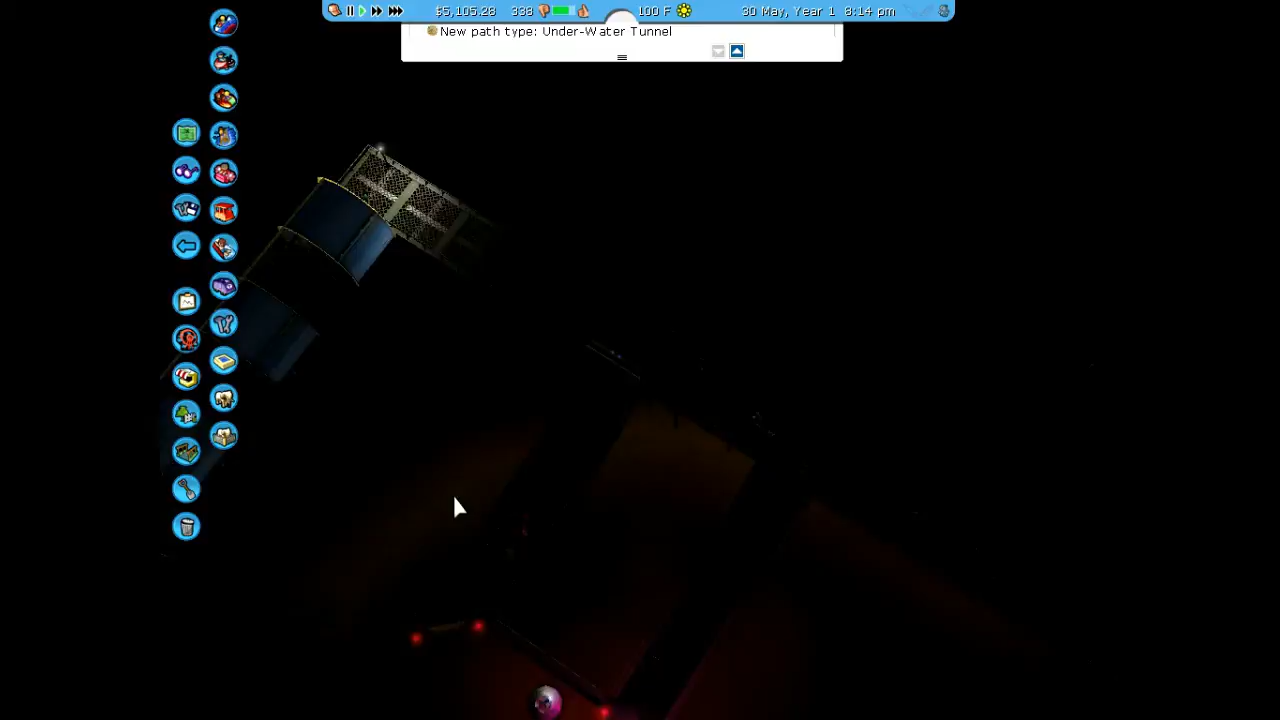 $5,105.28 338 100 F 30 May, Year 1 8:14 pm
New path type: Under-Water Tunnel